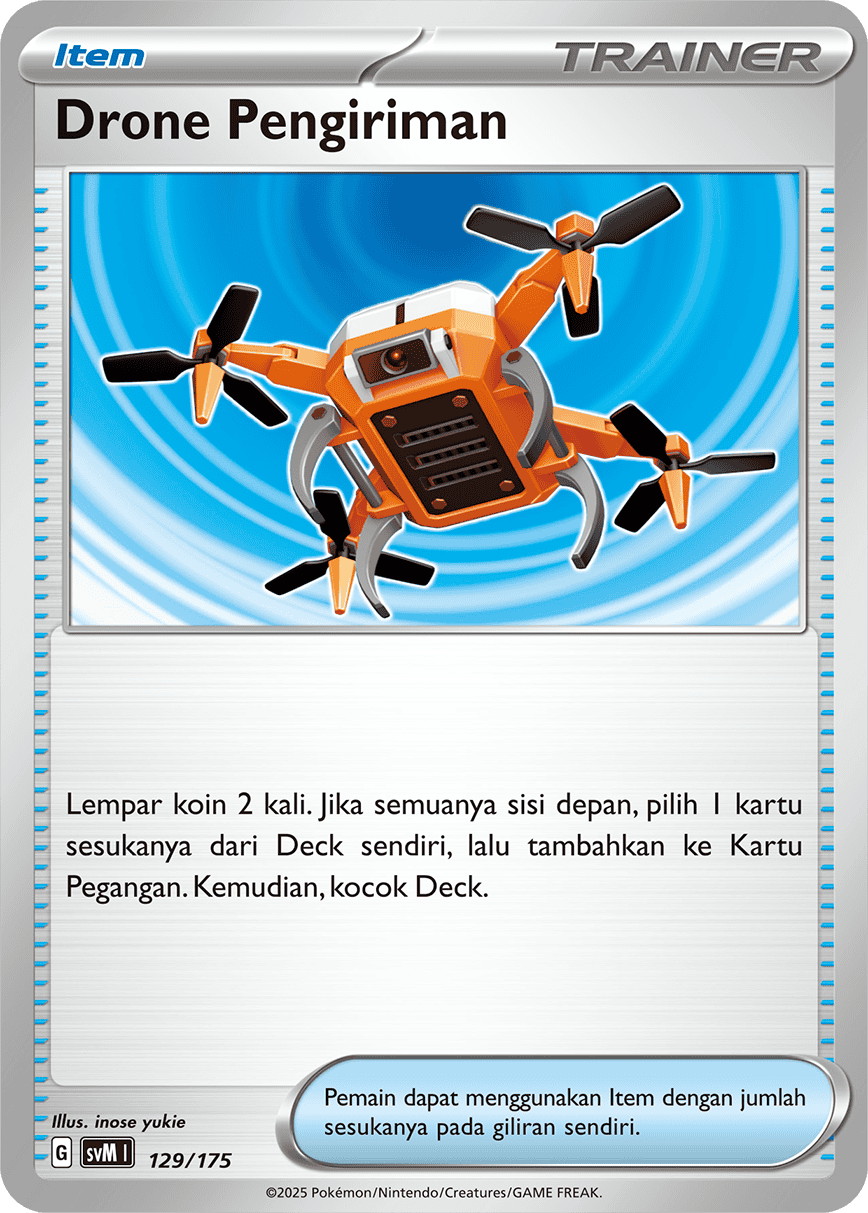 Item
TRAINER
Drone Pengiriman
Lempar koin 2 kali. Jika semuanya sisi depan, pilih 1 kartu
sesukanya dari Deck sendiri, lalu tambahkan ke Kartu
Pegangan. Kemudian, kocok Deck.
Pemain dapat menggunakan Item dengan jumlah
sesukanya pada giliran sendiri.
Illus. inose yukie
G svM I 129/175
©2025 Pokémon/Nintendo/Creatures/GAME FREAK.